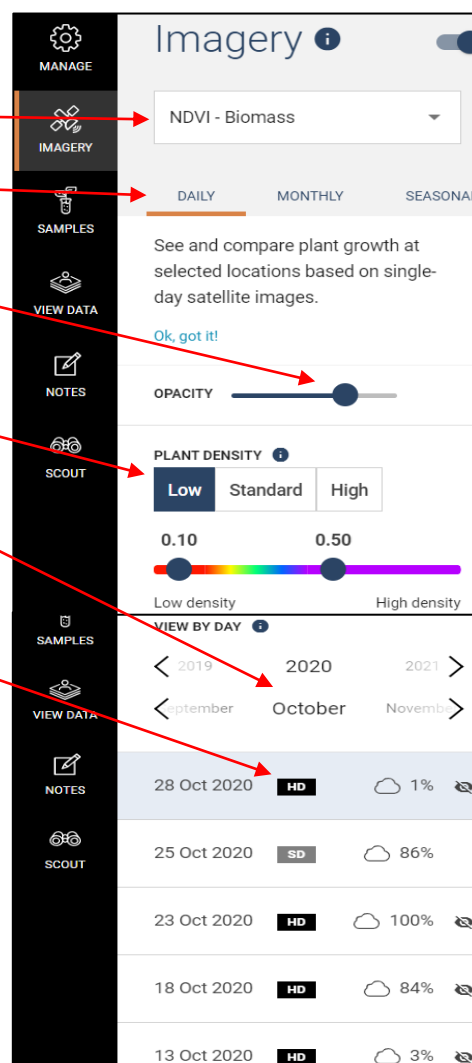 MANAGE
IMAGERY
SAMPLES
VIEW DATA
NOTES
SCOUT
Imagery
NDVI - Biomass
DAILY MONTHLY SEASONAL
See and compare plant growth at
selected locations based on single-
day satellite images.
Ok, got it!
OPACITY
PLANT DENSITY
Low Standard High
0.10 0.50
Low density High density
SAMPLES
VIEW DATA
NOTES
SCOUT
VIEW BY DAY
2019 2020 2021
eptember October Novembe
28 Oct 2020 HD 1%
25 Oct 2020 SD 86%
23 Oct 2020 HD 100%
18 Oct 2020 HD 84%
13 Oct 2020 HD 3%